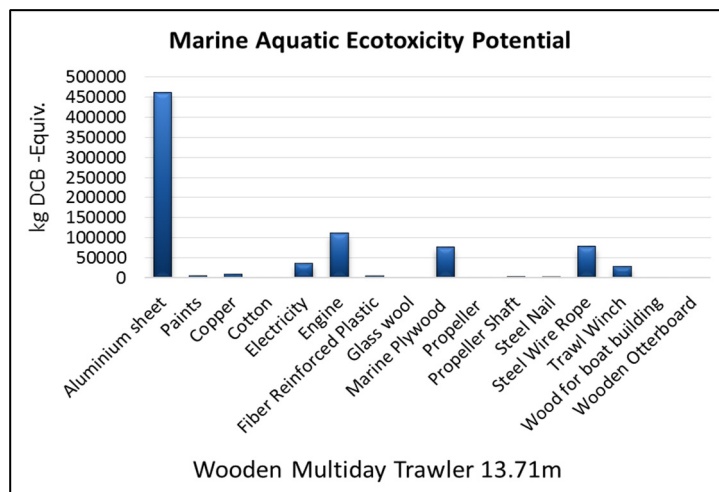 Marine Aquatic Ecotoxicity Potential
kg DCB -Equiv.
500000
450000
400000
350000
300000
250000
200000
150000
100000
50000
0
Aluminium sheet
Paints
Copper
Cotton
Electricity
Engine
Fiber Reinforced Plastic
Glass wool
Marine Plywood
Propeller
Propeller Shaft
Steel Nail
Steel Wire Rope
Trawl Winch
Wood for boat building
Wooden Otterboard
Wooden Multiday Trawler 13.71m